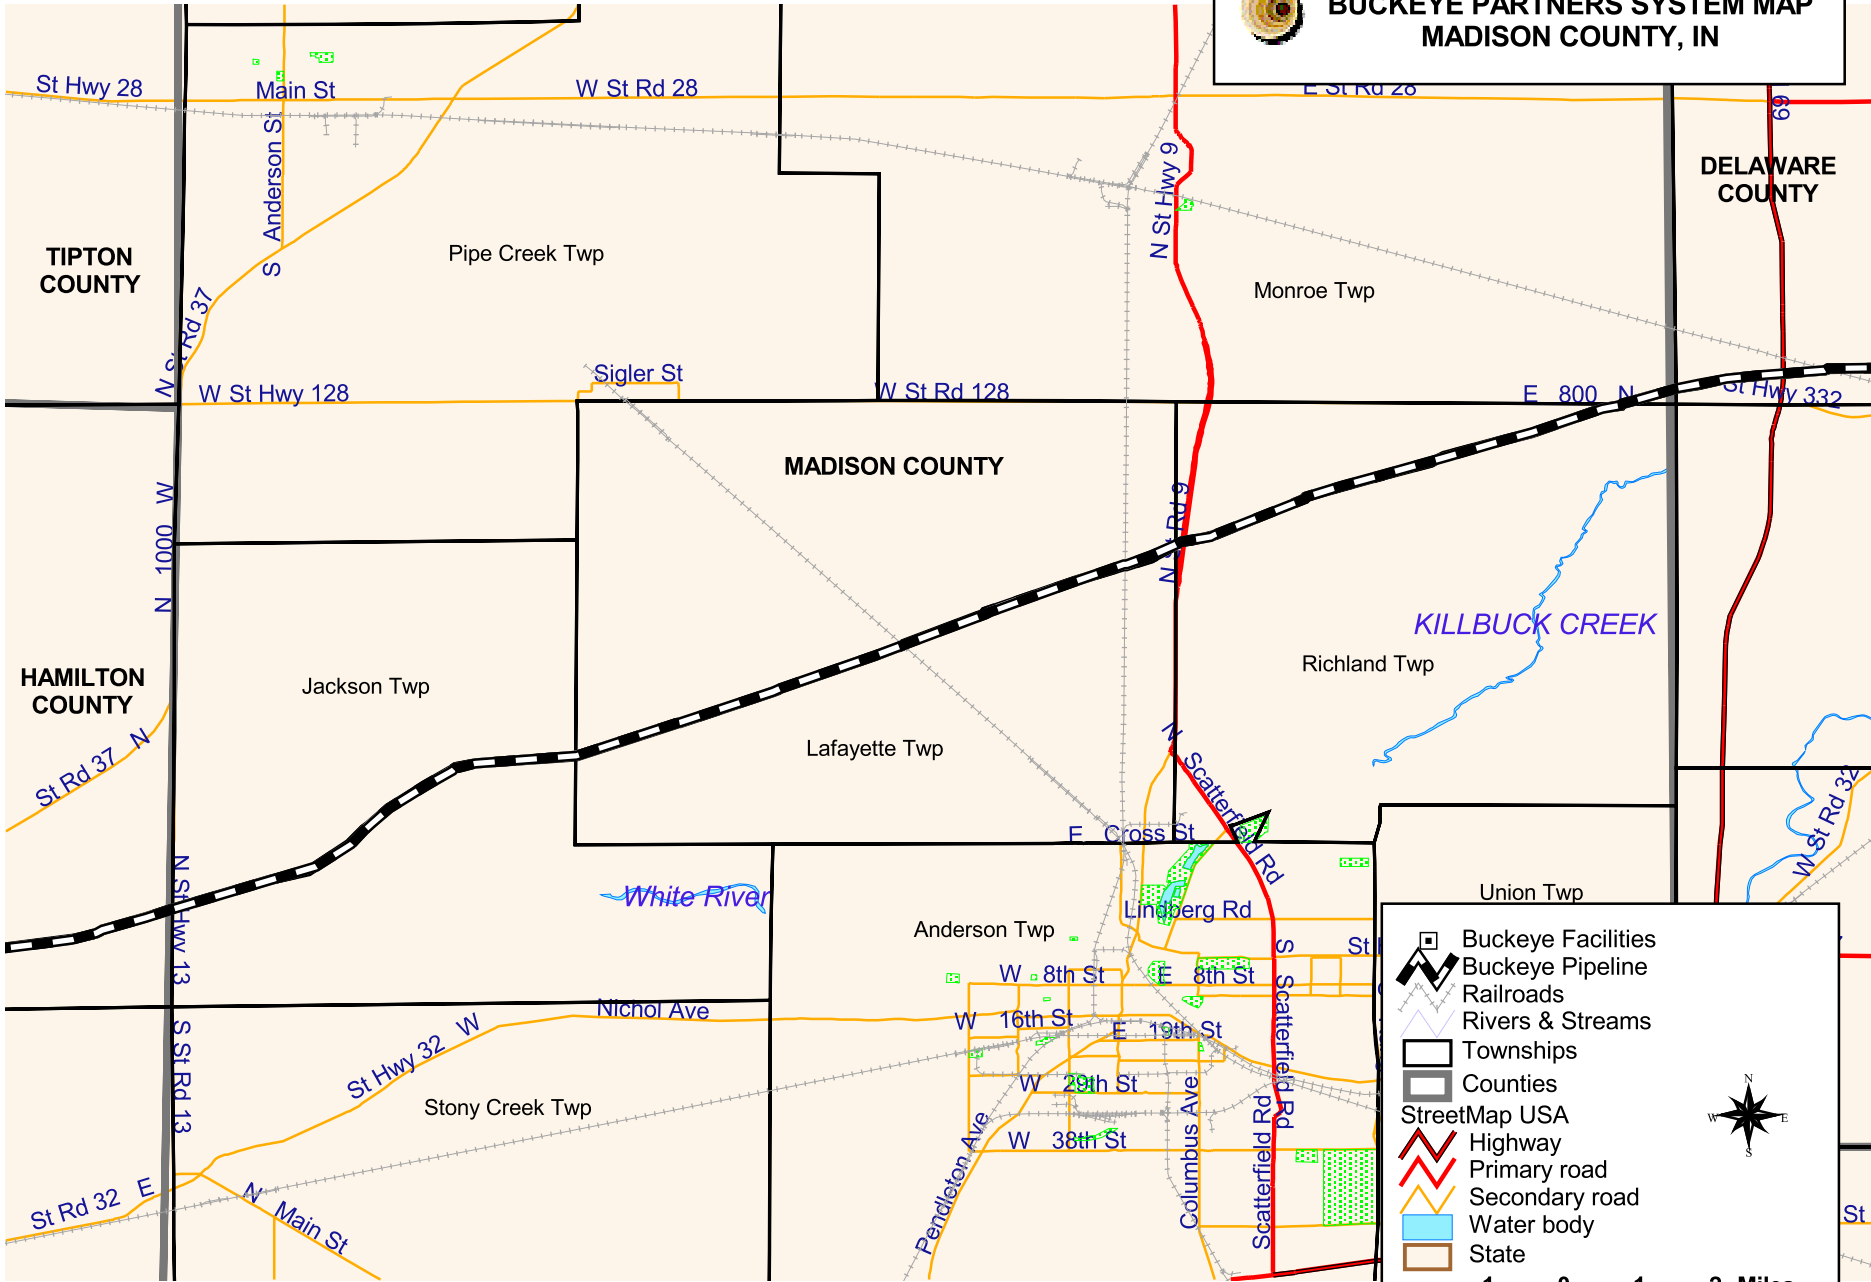 BUCKEYE PARTNERS SYSTEM MAP
MADISON COUNTY, IN
St Hwy 28
Main St
W St Rd 28
E St Rd 28
69
S Anderson St
N St Hwy 9
DELAWARE
COUNTY
TIPTON
COUNTY
Pipe Creek Twp
Monroe Twp
N St Rd 37
W St Hwy 128
Sigler St
W St Rd 128
E 800 N
St Hwy 332
MADISON COUNTY
N 1000 W
N St Rd 9
KILLBUCK CREEK
Richland Twp
HAMILTON
COUNTY
Jackson Twp
Lafayette Twp
St Rd 37 N
N Scatterfield Rd
W St Rd 32
E Cross St
N St Hwy 13
White River
Union Twp
Lindberg Rd
Anderson Twp
St
W 8th St
E 8th St
S Scatterfield Rd
Nichol Ave
W 16th St
E 19th St
St Hwy 32 W
S St Rd 13
W 29th St
Stony Creek Twp
W 38th St
Pendleton Ave
Columbus Ave
Scatterfield Rd
St Rd 32 E
N Main St
Buckeye Facilities
Buckeye Pipeline
Railroads
Rivers & Streams
Townships
Counties
StreetMap USA
Highway
Primary road
Secondary road
Water body
State
N
W E
S
St
1 0 1 2 Miles